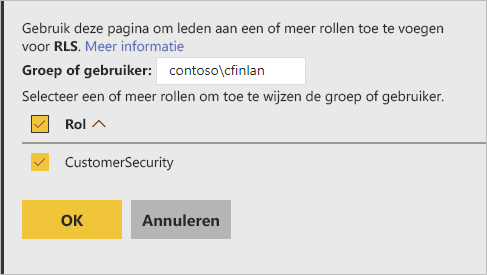 Gebruik deze pagina om leden aan een of meer rollen toe te voegen
voor RLS. Meer informatie
Groep of gebruiker: contoso\cfinlan
Selecteer een of meer rollen om toe te wijzen de groep of gebruiker.
Rol
CustomerSecurity
OK Annuleren